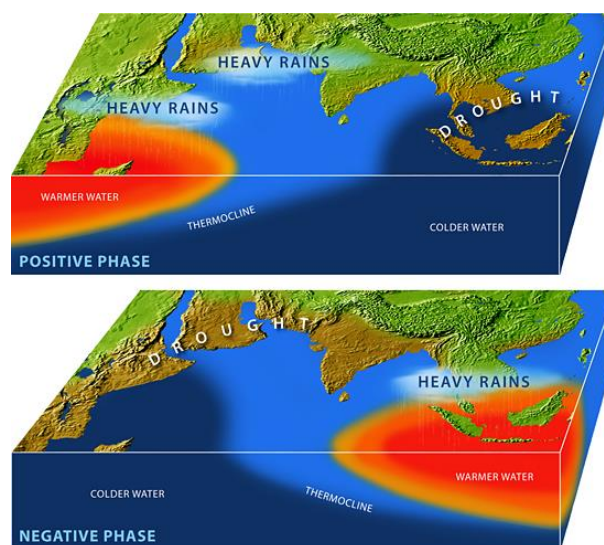 HEAVY RAINS
HEAVY RAINS
DROUGHT
WARMER WATER
THERMOCLINE
COLDER WATER
POSITIVE PHASE
DROUGHT
HEAVY RAINS
WARMER WATER
COLDER WATER
THERMOCLINE
NEGATIVE PHASE